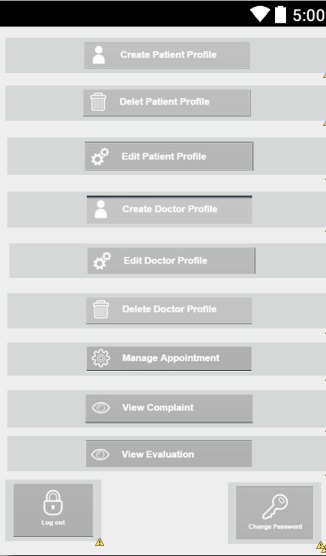 5:00
Create Patient Profile
Delet Patient Profile
Edit Patient Profile
Create Doctor Profile
Edit Doctor Profile
Delete Doctor Profile
Manage Appointment
View Complaint
View Evaluation
Log out
Change Password